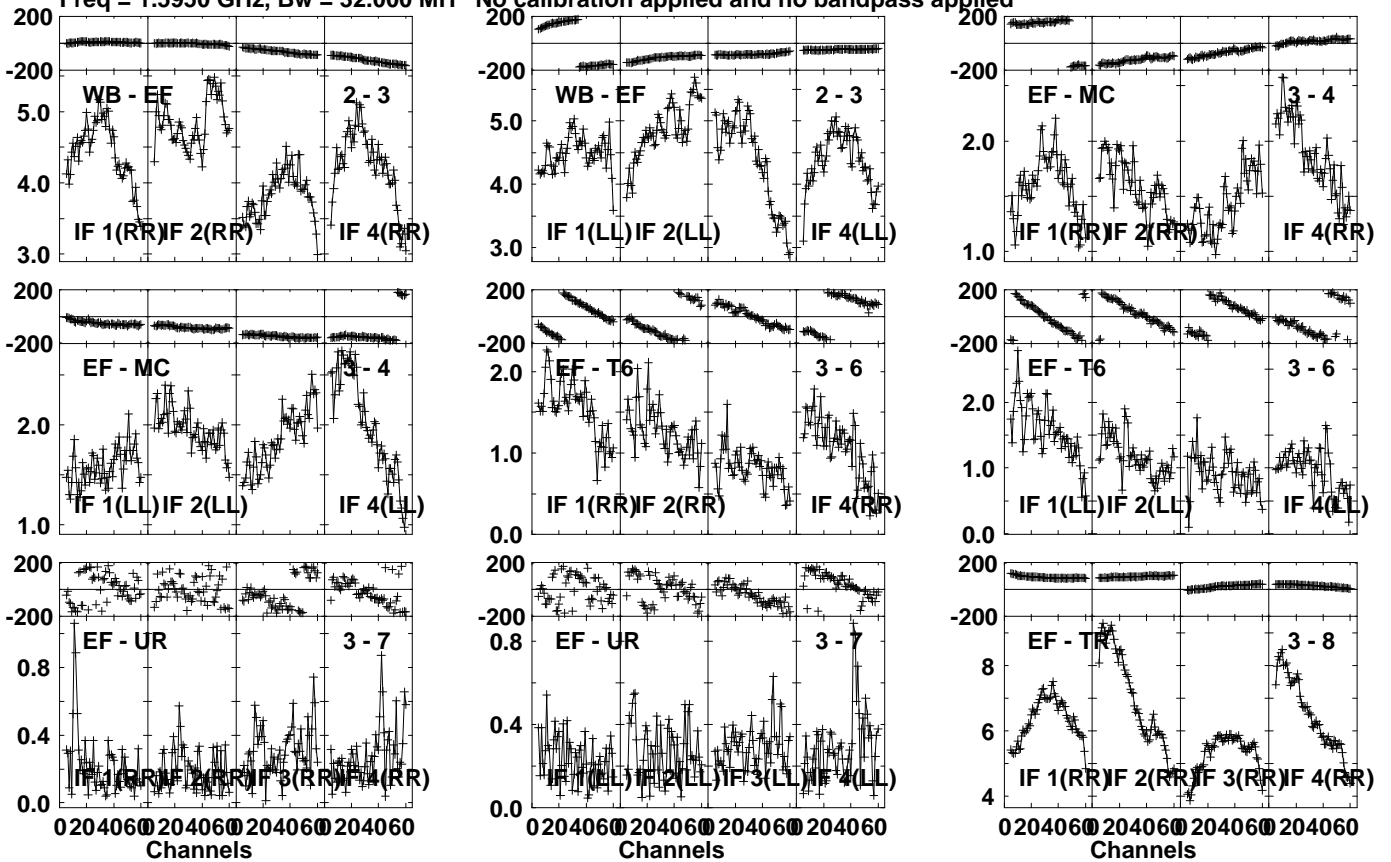 Freq = 1.5950 GHz, Bw = 32.000 MH No calibration applied and no bandpass applied
200
-200
WB - EF 2 - 3
5.0
4.0
3.0
IF 1(RR) IF 2(RR) IF 4(RR)
200
-200
WB - EF 2 - 3
5.0
4.0
3.0
IF 1(LL) IF 2(LL) IF 4(LL)
200
-200
EF - MC 3 - 4
2.0
1.0
IF 1(RR) IF 2(RR) IF 4(RR)
200
-200
EF - MC 3 - 4
2.0
1.0
IF 1(LL) IF 2(LL) IF 4(LL)
200
-200
EF - T6 3 - 6
2.0
1.0
0.0
IF 1(RR) IF 2(RR) IF 4(RR)
200
-200
EF - T6 3 - 6
2.0
1.0
0.0
IF 1(LL) IF 2(LL) IF 4(LL)
200
-200
EF - UR 3 - 7
0.8
0.4
0.0
IF 1(RR) IF 2(RR) IF 3(RR) IF 4(RR)
0 20 40 60 0 20 40 60 0 20 40 60 0 20 40 60
Channels
200
-200
EF - UR 3 - 7
0.8
0.4
0.0
IF 1(LL) IF 2(LL) IF 3(LL) IF 4(LL)
0 20 40 60 0 20 40 60 0 20 40 60 0 20 40 60
Channels
200
-200
EF - TR 3 - 8
8
6
4
IF 1(RR) IF 2(RR) IF 3(RR) IF 4(RR)
0 20 40 60 0 20 40 60 0 20 40 60 0 20 40 60
Channels